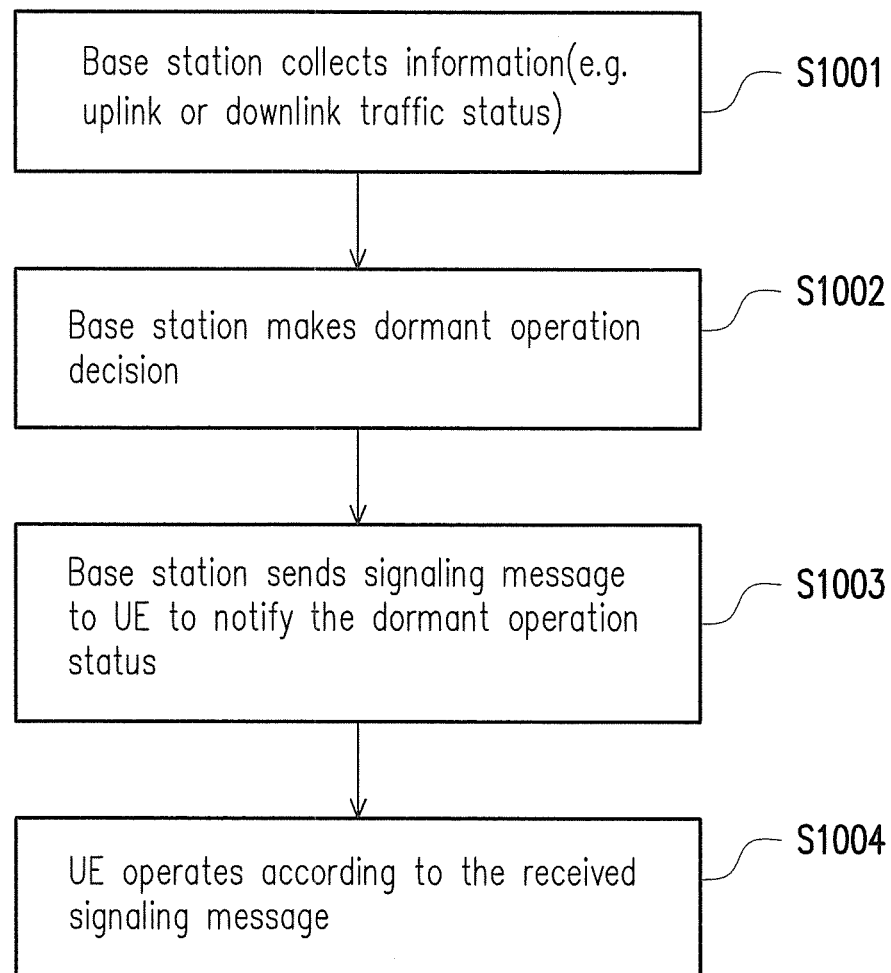 Base station collects information(e.g.
uplink or downlink traffic status)
S1001
Base station makes dormant operation
decision
S1002
Base station sends signaling message
to UE to notify the dormant operation
status
S1003
UE operates according to the received
signaling message
S1004